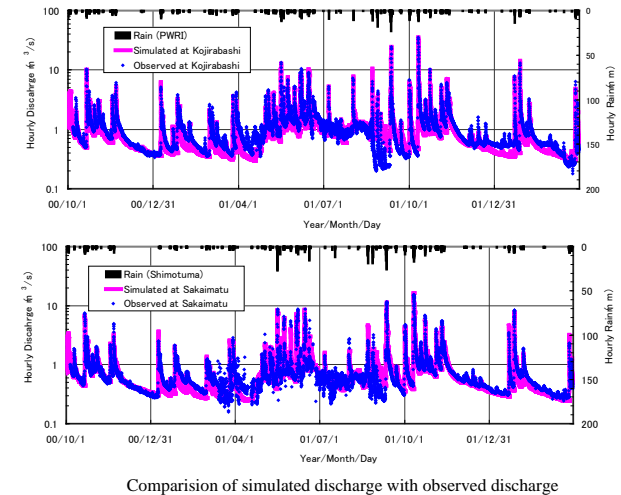 100
10
1
0.1
Hourly Discahrge (m³/s)
Rain (PWRI)
Simulated at Kojirabashi
Observed at Kojirabashi
0
50
100
150
200
Hourly Rain(mm)
00/10/1 00/12/31 01/04/1 01/07/1 01/10/1 01/12/31
Year/Month/Day
100
10
1
0.1
Hourly Discahrge (m³/s)
Rain (Shimotuma)
Simulated at Sakaimatu
Observed at Sakaimatu
0
50
100
150
200
Hourly Rain(mm)
00/10/1 00/12/31 01/04/1 01/07/1 01/10/1 01/12/31
Year/Month/Day
Comparision of simulated discharge with observed discharge